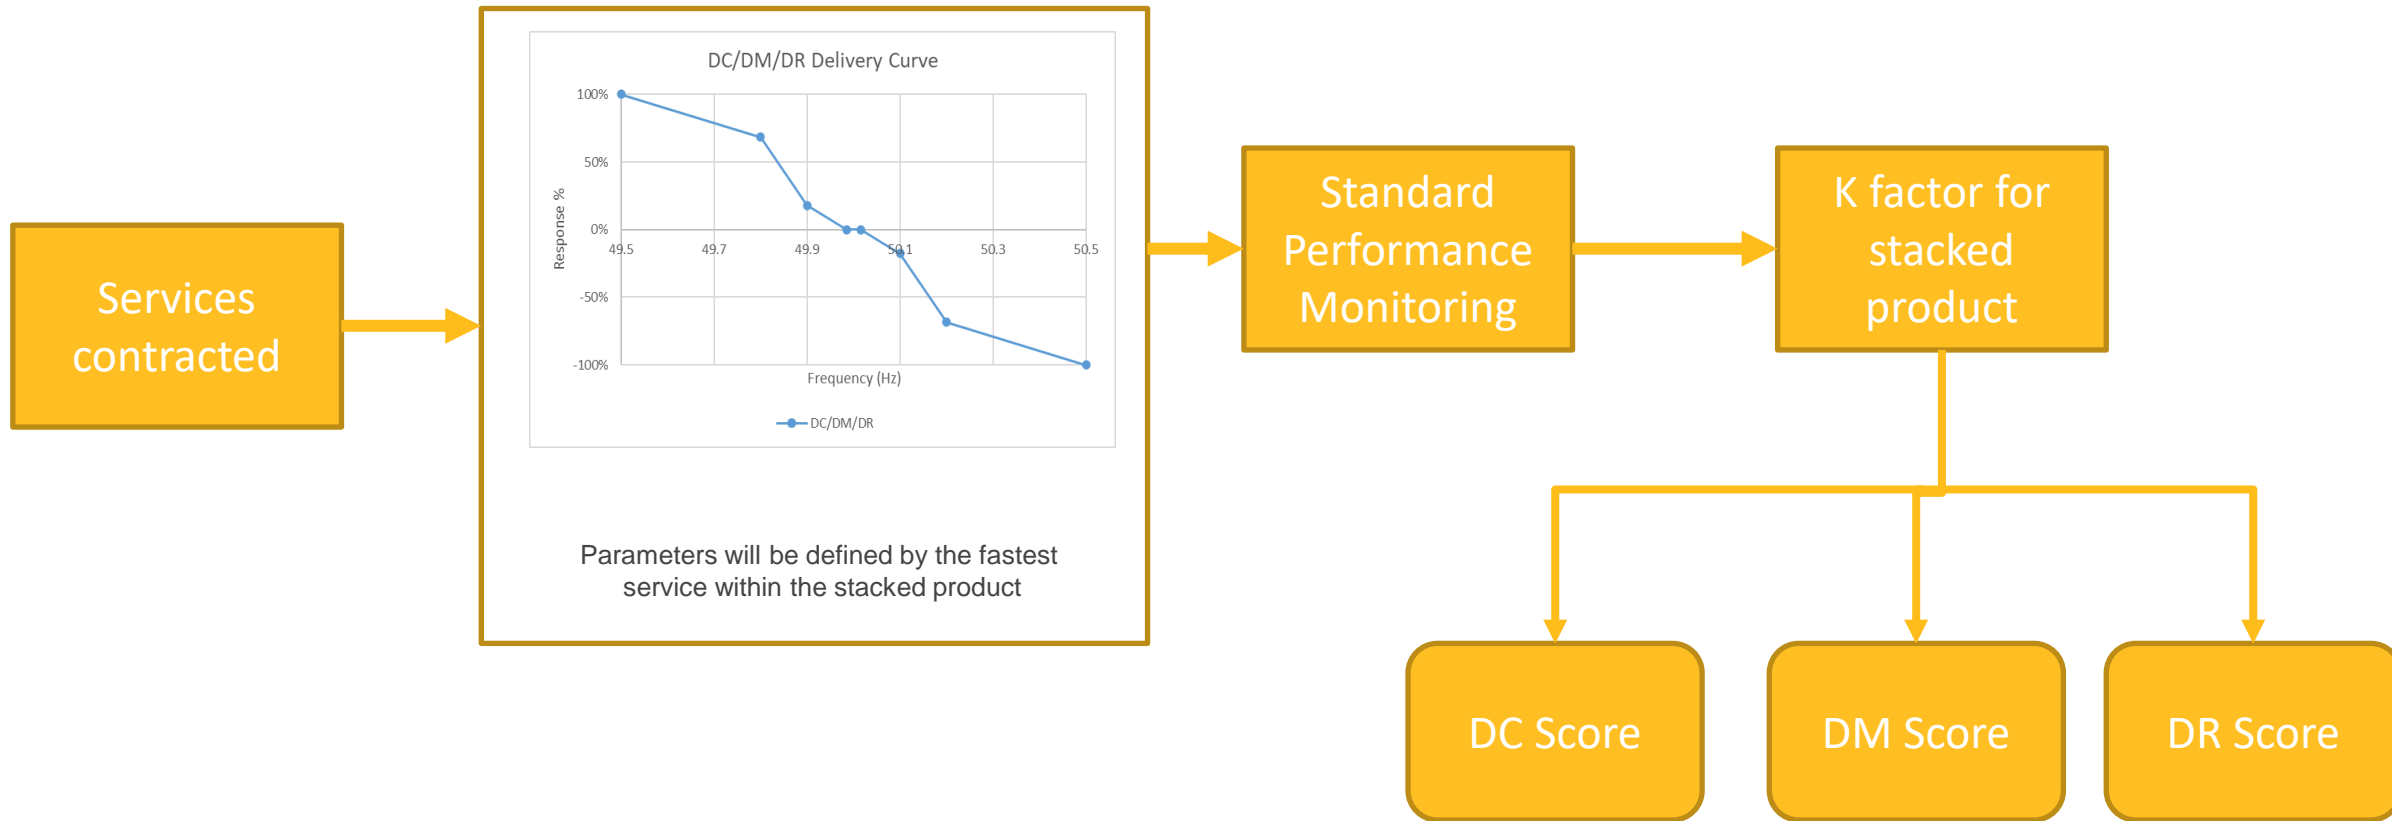 Services
contracted
DC/DM/DR Delivery Curve
100%
50%
0%
-50%
-100%
Response %
49.5 49.7 49.9 50.1 50.3 50.5
Frequency (Hz)
DC/DM/DR
Parameters will be defined by the fastest
service within the stacked product
Standard
Performance
Monitoring
K factor for
stacked
product
DC Score
DM Score
DR Score